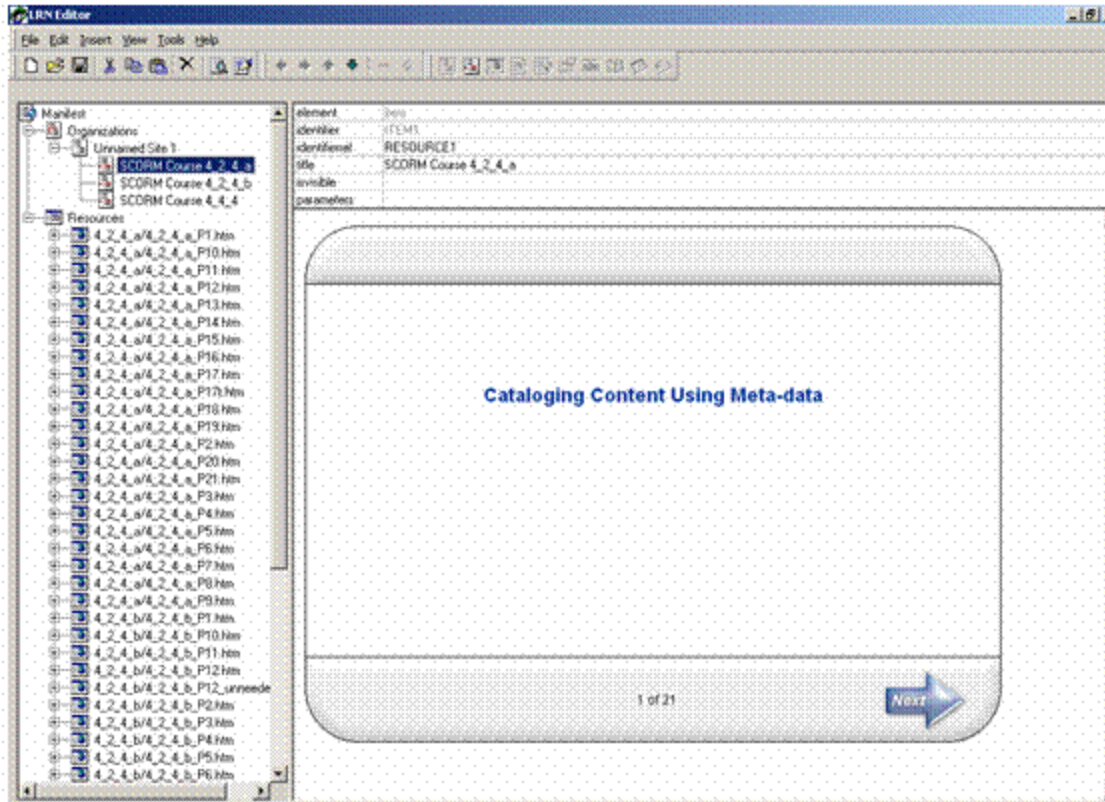 LRN Editor
File Edit Insert View Tools Help
Manifest
Organizations
Unnamed Site 1
SCORM Course 4_2_4_a
SCORM Course 4_2_4_b
SCORM Course 4_4_4
Resources
4_2_4_a/4_2_4_a_P1.htm
4_2_4_a/4_2_4_a_P10.htm
4_2_4_a/4_2_4_a_P11.htm
4_2_4_a/4_2_4_a_P12.htm
4_2_4_a/4_2_4_a_P13.htm
4_2_4_a/4_2_4_a_P14.htm
4_2_4_a/4_2_4_a_P15.htm
4_2_4_a/4_2_4_a_P16.htm
4_2_4_a/4_2_4_a_P17.htm
4_2_4_a/4_2_4_a_P18.htm
4_2_4_a/4_2_4_a_P19.htm
4_2_4_a/4_2_4_a_P2.htm
4_2_4_a/4_2_4_a_P20.htm
4_2_4_a/4_2_4_a_P21.htm
4_2_4_a/4_2_4_a_P3.htm
4_2_4_a/4_2_4_a_P4.htm
4_2_4_a/4_2_4_a_P5.htm
4_2_4_a/4_2_4_a_P6.htm
4_2_4_a/4_2_4_a_P7.htm
4_2_4_a/4_2_4_a_P8.htm
4_2_4_a/4_2_4_a_P9.htm
4_2_4_b/4_2_4_b_P1.htm
4_2_4_b/4_2_4_b_P10.htm
4_2_4_b/4_2_4_b_P11.htm
4_2_4_b/4_2_4_b_P12.htm
4_2_4_b/4_2_4_b_P12_unneede
4_2_4_b/4_2_4_b_P2.htm
4_2_4_b/4_2_4_b_P3.htm
4_2_4_b/4_2_4_b_P4.htm
4_2_4_b/4_2_4_b_P5.htm
4_2_4_b/4_2_4_b_P6.htm
element item
identifier ITEM1
identifierref RESOURCE1
title SCORM Course 4_2_4_a
isvisible
parameters
Cataloging Content Using Meta-data
1 of 21
Next